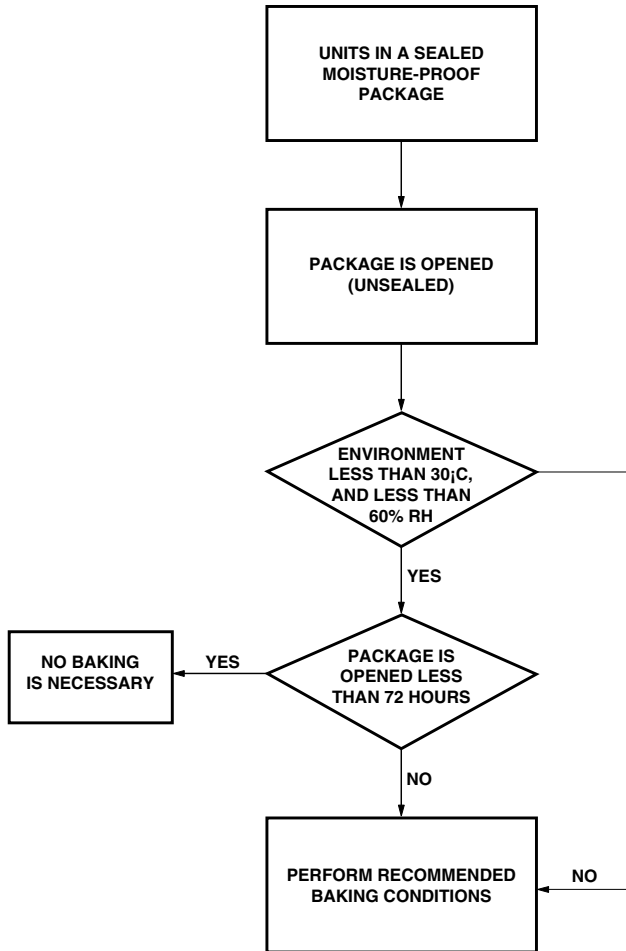 UNITS IN A SEALED
MOISTURE-PROOF
PACKAGE
PACKAGE IS OPENED
(UNSEALED)
ENVIRONMENT
LESS THAN 30¡C,
AND LESS THAN
60% RH
YES
NO BAKING
IS NECESSARY
YES
PACKAGE IS
OPENED LESS
THAN 72 HOURS
NO
PERFORM RECOMMENDED
BAKING CONDITIONS
NO